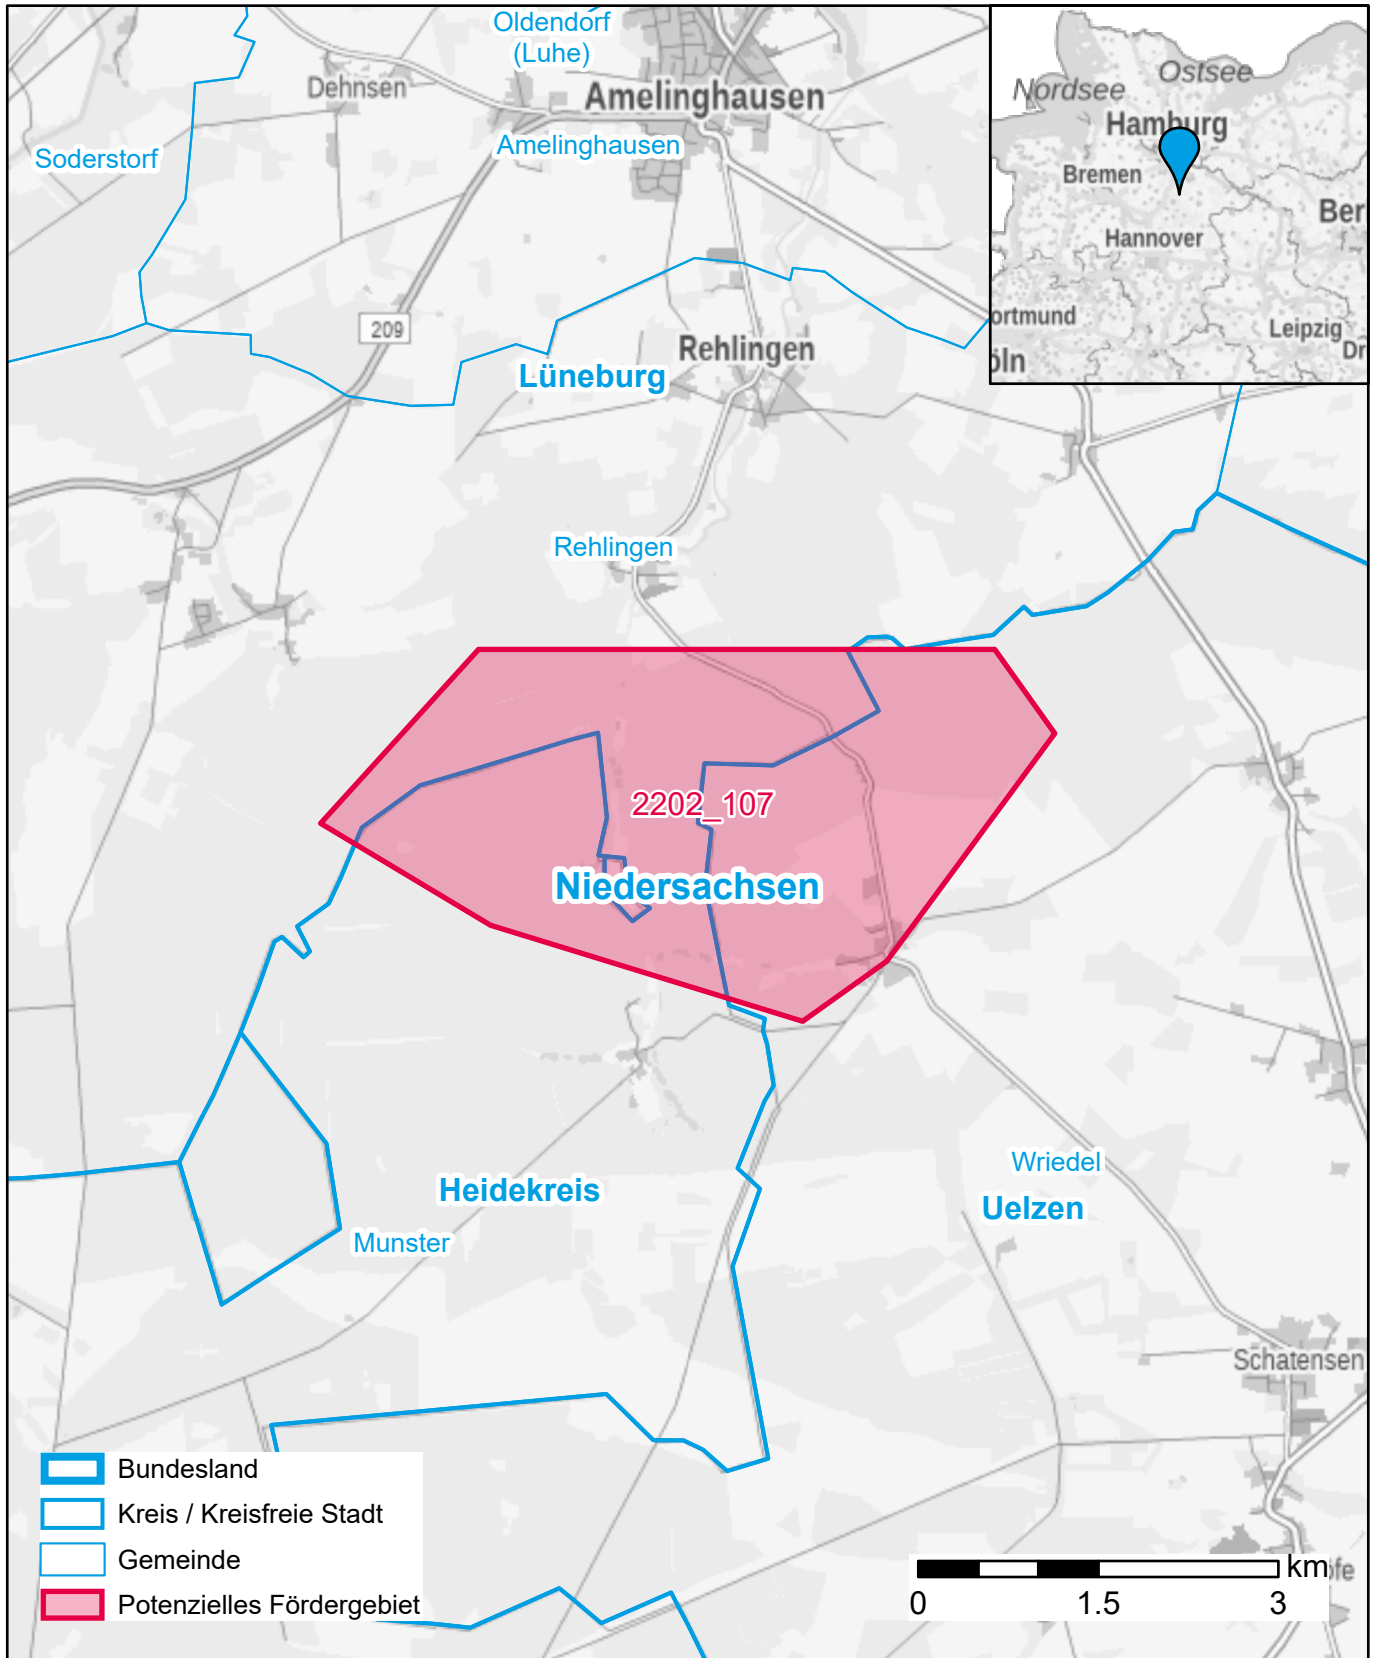 Oldendorf
(Luhe)
Dehnsen
Amelinghausen
Amelinghausen
Soderstorf
Nordsee
Ostsee
Hamburg
Bremen
Ber
Hannover
ortmund
Leipzig
Dr
öln
209
Rehlingen
Lüneburg
Rehlingen
2202_107
Niedersachsen
Wriedel
Uelzen
Heidekreis
Munster
Schatensen
Bundesland
Kreis / Kreisfreie Stadt
Gemeinde
Potenzielles Fördergebiet
km
0 1.5 3